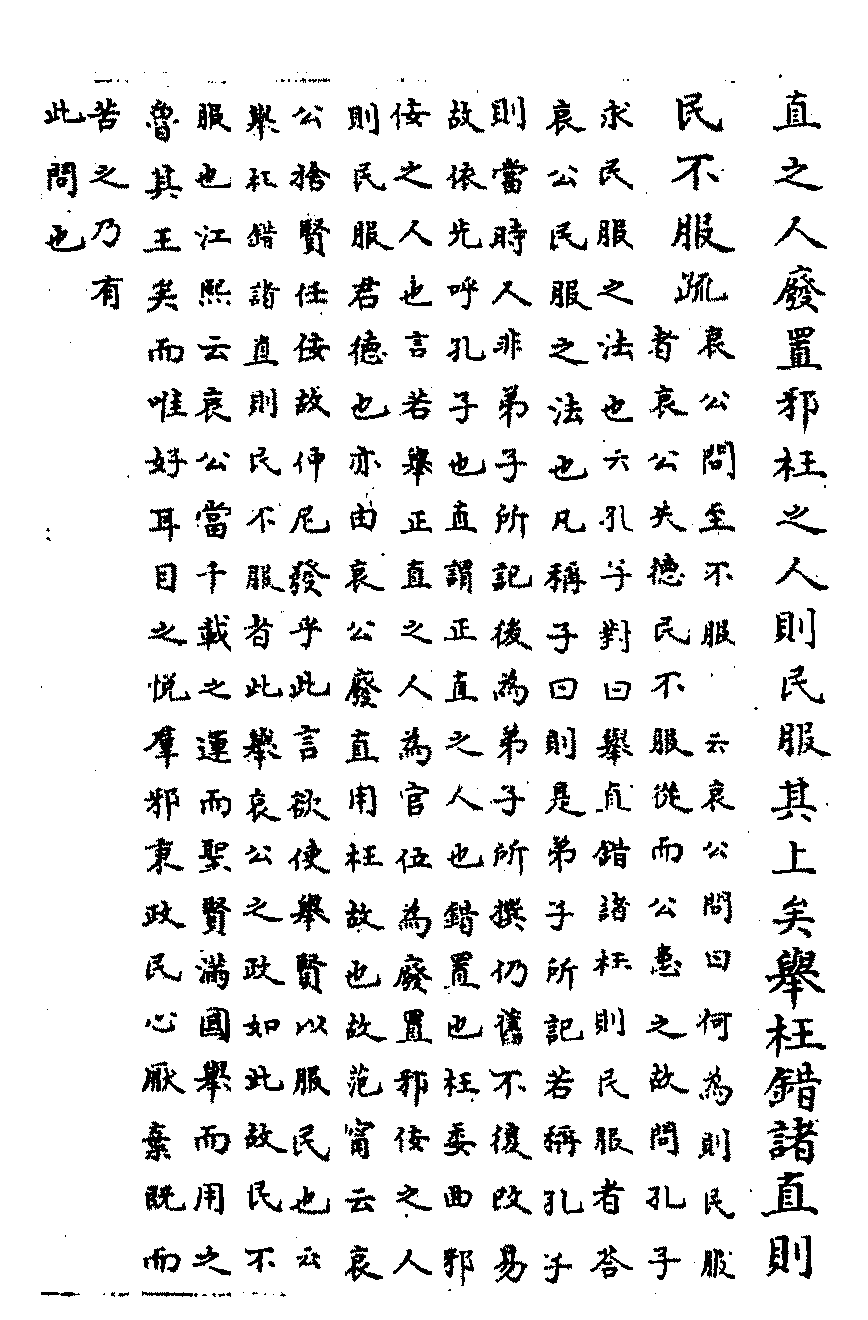 直之人廢置邪枉之人則民服其上矣舉枉錯諸直則
民不服疏
哀公問至不服　云哀公問曰何為則民服
者哀公失德民不服從而公患之故問孔子
求民服之法也云孔子對曰舉直錯諸枉則民服者荅
哀公民服之法也凡稱子曰則是弟子所記若稱孔子
則當時人非弟子所記後為弟子所撰仍舊不復改易
故依先呼孔子也直謂正直之人也錯置也枉委曲邪
佞之人也言若舉正直之人為官位為廢置邪佞之人
則民服君德也亦由哀公廢直用枉故也故范甯云哀
公捨賢任佞故仲尼發乎此言欲使舉賢以服民也云
舉枉錯諸直則民不服者此舉哀公之政如此故民不
服也江熙云哀公當千載之運而聖賢滿國舉而用之
魯其王矣而唯好耳目之悅羣邪秉政民心厭棄既而
苦之乃有
此問也